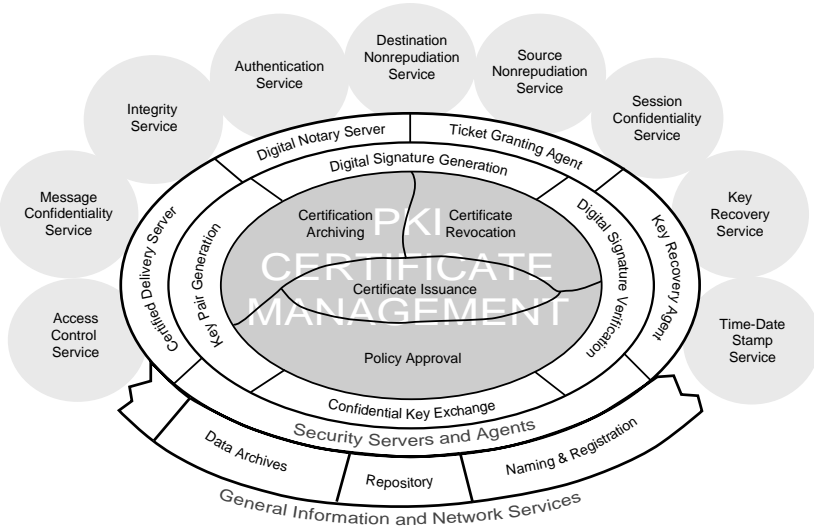 Destination
Nonrepudiation
Service
Authentication
Service
Source
Nonrepudiation
Service
Integrity
Service
Session
Confidentiality
Service
Message
Confidentiality
Service
Key
Recovery
Service
Access
Control
Service
Time-Date
Stamp
Service
Digital Notary Server
Ticket Granting Agent
Certified Delivery Server
Key Recovery Agent
Digital Signature Generation
Key Pair Generation
Digital Signature Verification
Confidential Key Exchange
PKI
CERTIFICATE
MANAGEMENT
Certification
Archiving
Certificate
Revocation
Certificate Issuance
Policy Approval
Security Servers and Agents
Data Archives
Repository
Naming & Registration
General Information and Network Services